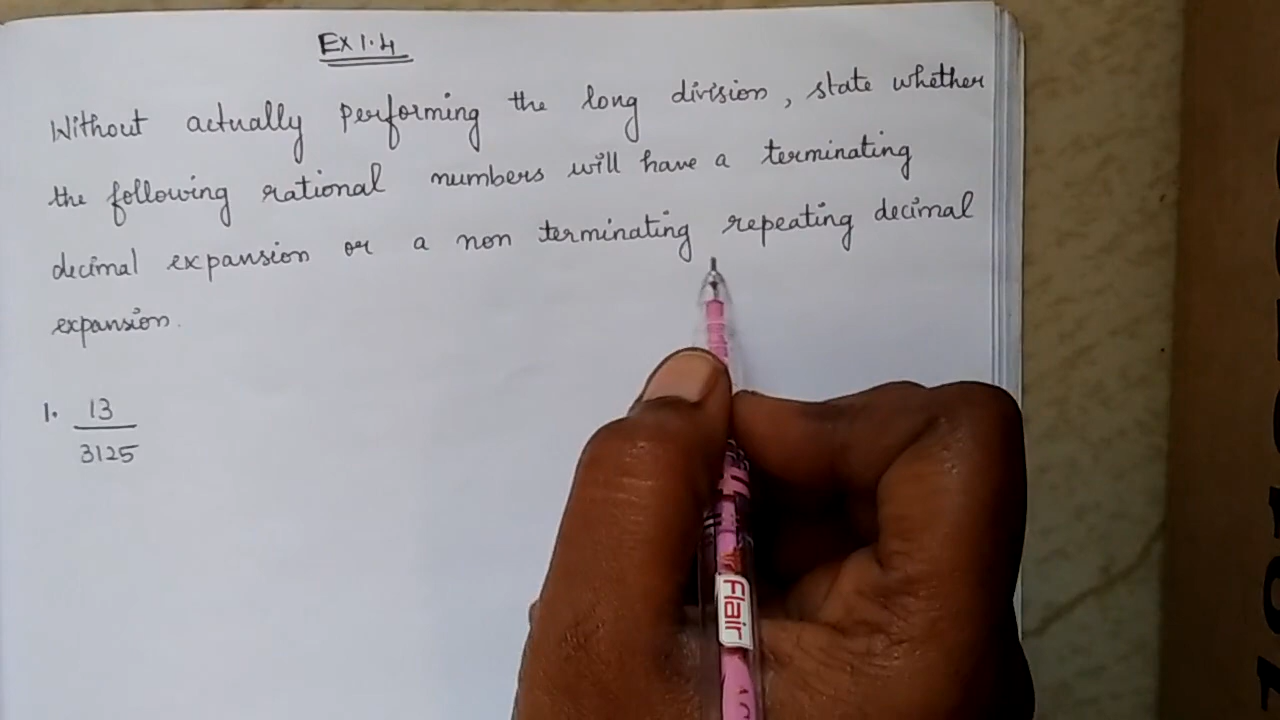 Ex 1.4
Without actually performing the long division, state whether
the following rational numbers will have a terminating
decimal expansion or a non terminating repeating decimal
expansion.
1. 13
3125
Flair